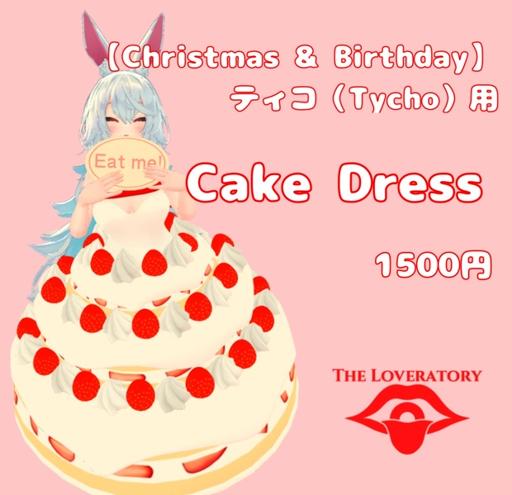 【Christmas & Birthday】
ティコ（Tycho）用
Eat me!
Cake Dress
1500円
THE LOVERATORY